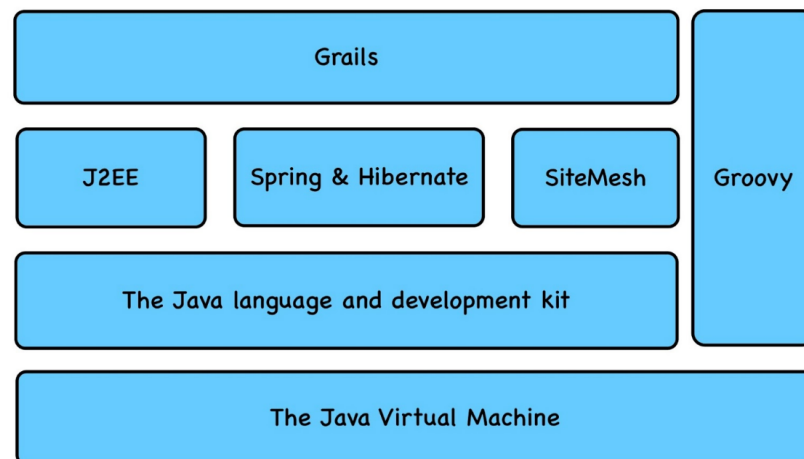 Grails
J2EE
Spring & Hibernate
SiteMesh
Groovy
The Java language and development kit
The Java Virtual Machine